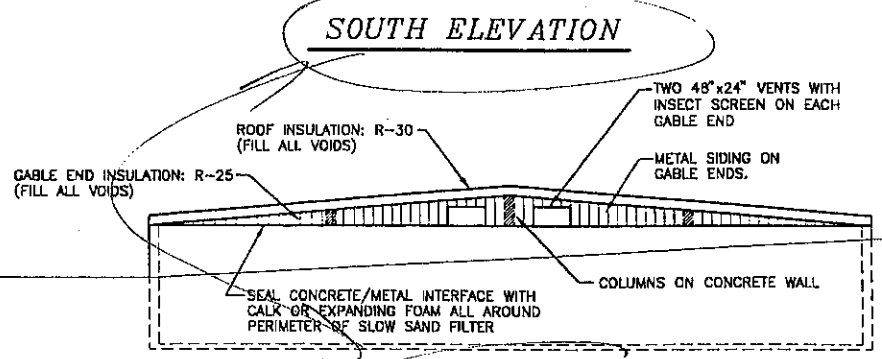 SOUTH ELEVATION
TWO 48"x24" VENTS WITH
INSECT SCREEN ON EACH
GABLE END
ROOF INSULATION: R-30
(FILL ALL VOIDS)
METAL SIDING ON
GABLE ENDS.
GABLE END INSULATION: R-25
(FILL ALL VOIDS)
COLUMNS ON CONCRETE WALL
SEAL CONCRETE/METAL INTERFACE WITH
CALK OR EXPANDING FOAM ALL AROUND
PERIMETER OF SLOW SAND FILTER